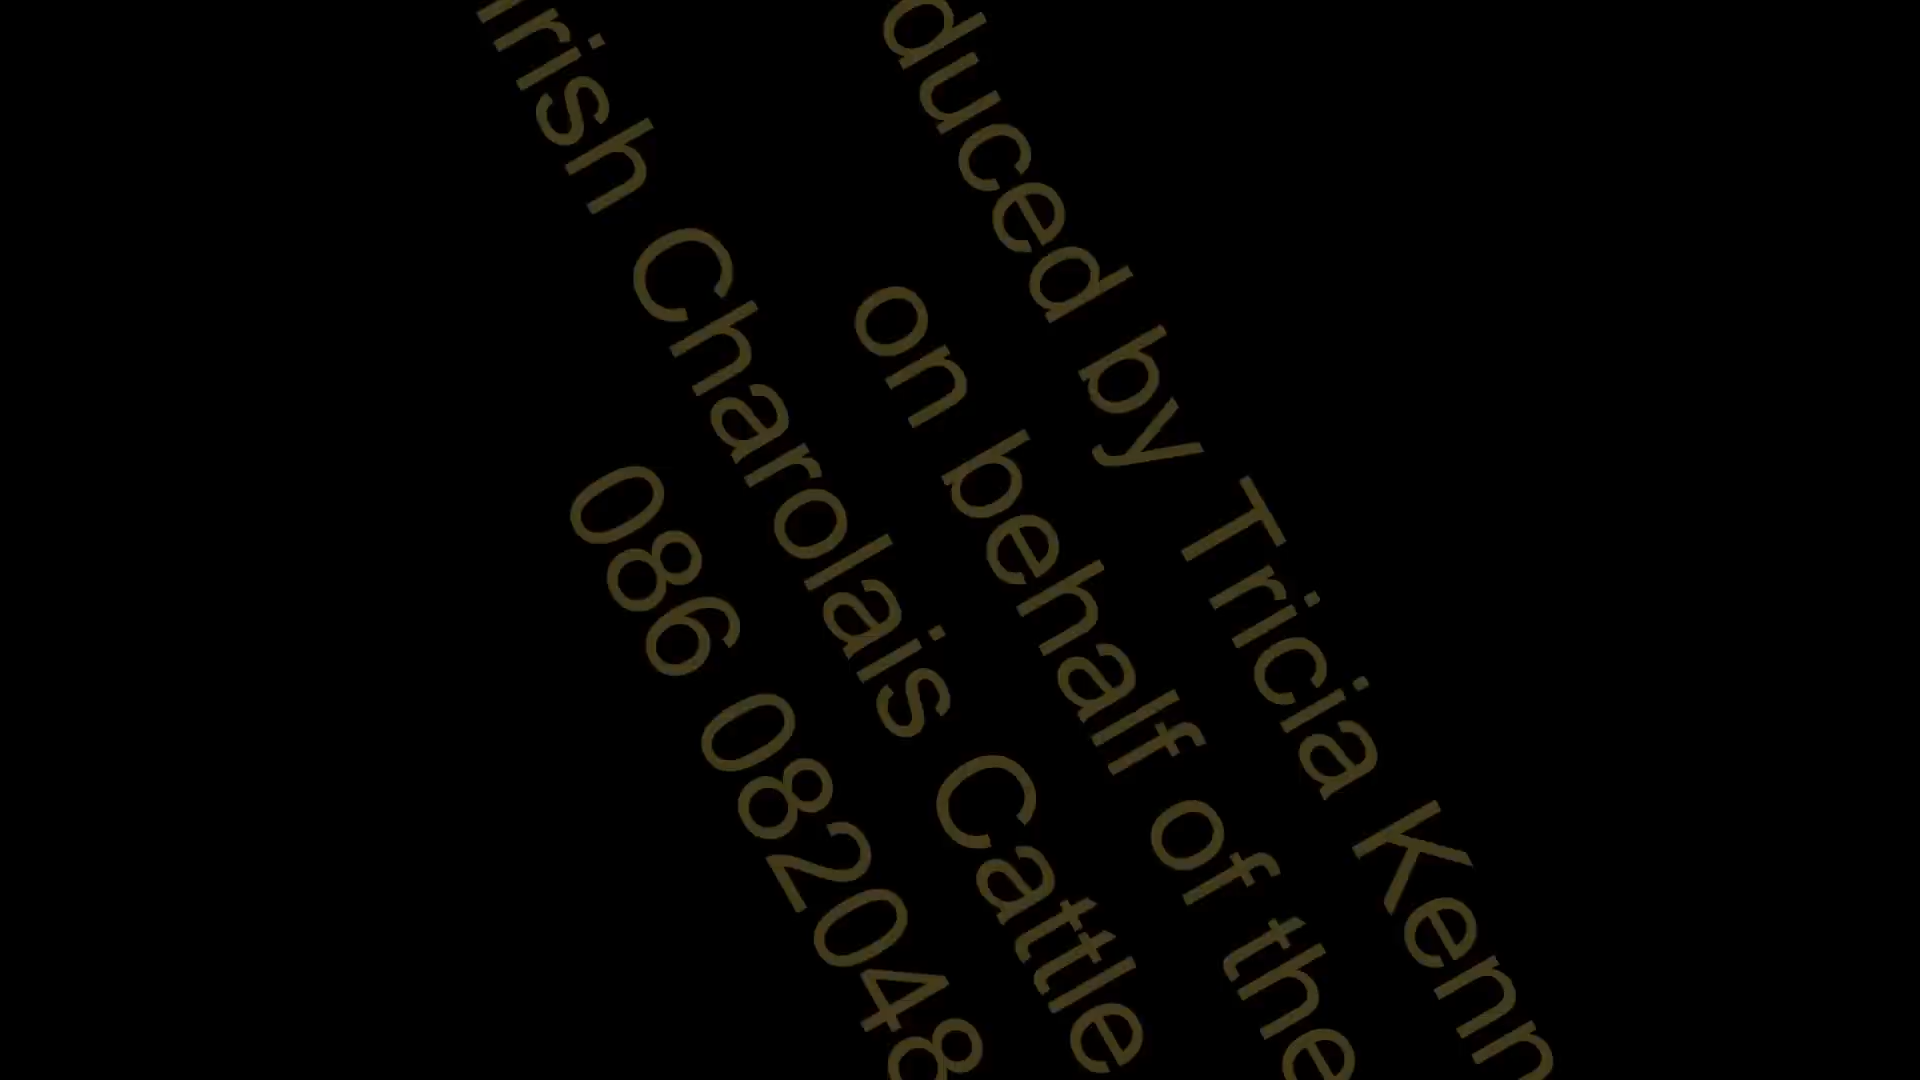 duced by Tricia Kenn
on behalf of the
Irish Charolais Cattle
086 082048